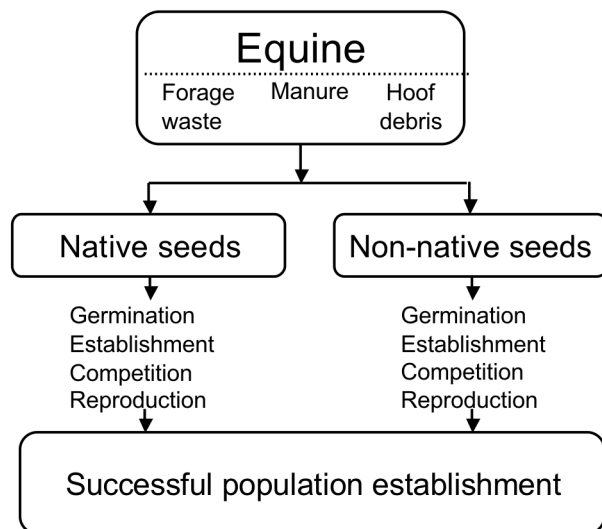 Equine
Forage waste
Manure
Hoof debris
Native seeds
Non-native seeds
Germination
Establishment
Competition
Reproduction
Germination
Establishment
Competition
Reproduction
Successful population establishment